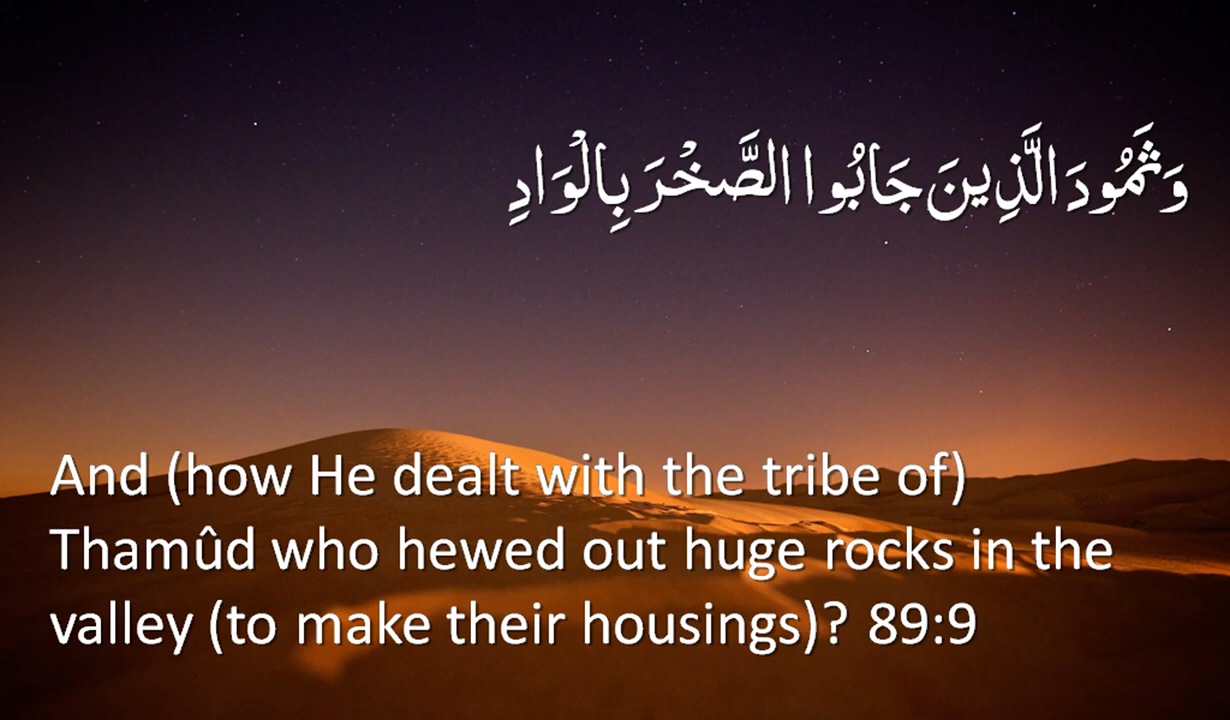 وَثَمُودَ الَّذِينَ جَابُوا الصَّخْرَ بِالْوَادِ
And (how He dealt with the tribe of)
Thamûd who hewed out huge rocks in the
valley (to make their housings)? 89:9